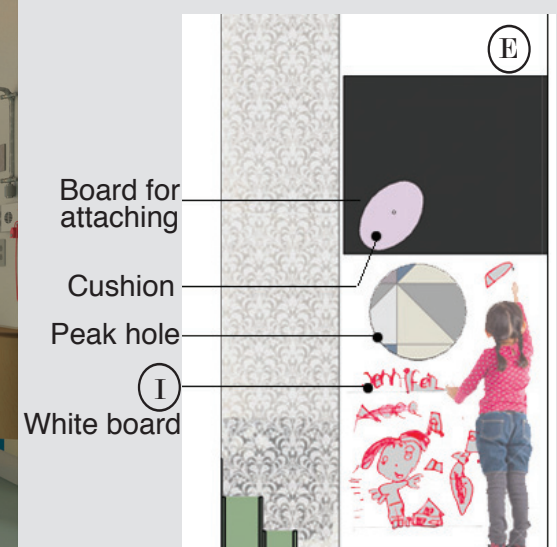 E
Board for
attaching
Cushion
Peak hole
I
White board
Jennifer